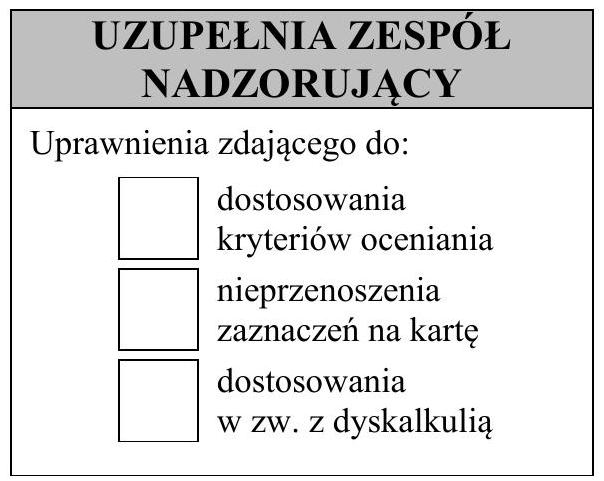 UZUPEŁNIA ZESPÓŁ
NADZORUJĄCY
Uprawnienia zdającego do:
dostosowania
kryteriów oceniania
nieprzenoszenia
zaznaczeń na kartę
dostosowania
w zw. z dyskalkulią